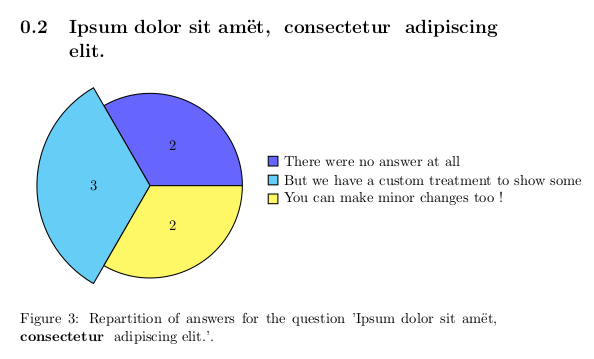 0.2 Ipsum dolor sit amët, consectetur adipiscing
elit.
2
3
2
There were no answer at all
But we have a custom treatment to show some
You can make minor changes too !
Figure 3: Repartition of answers for the question 'Ipsum dolor sit amët,
consectetur adipiscing elit.'.